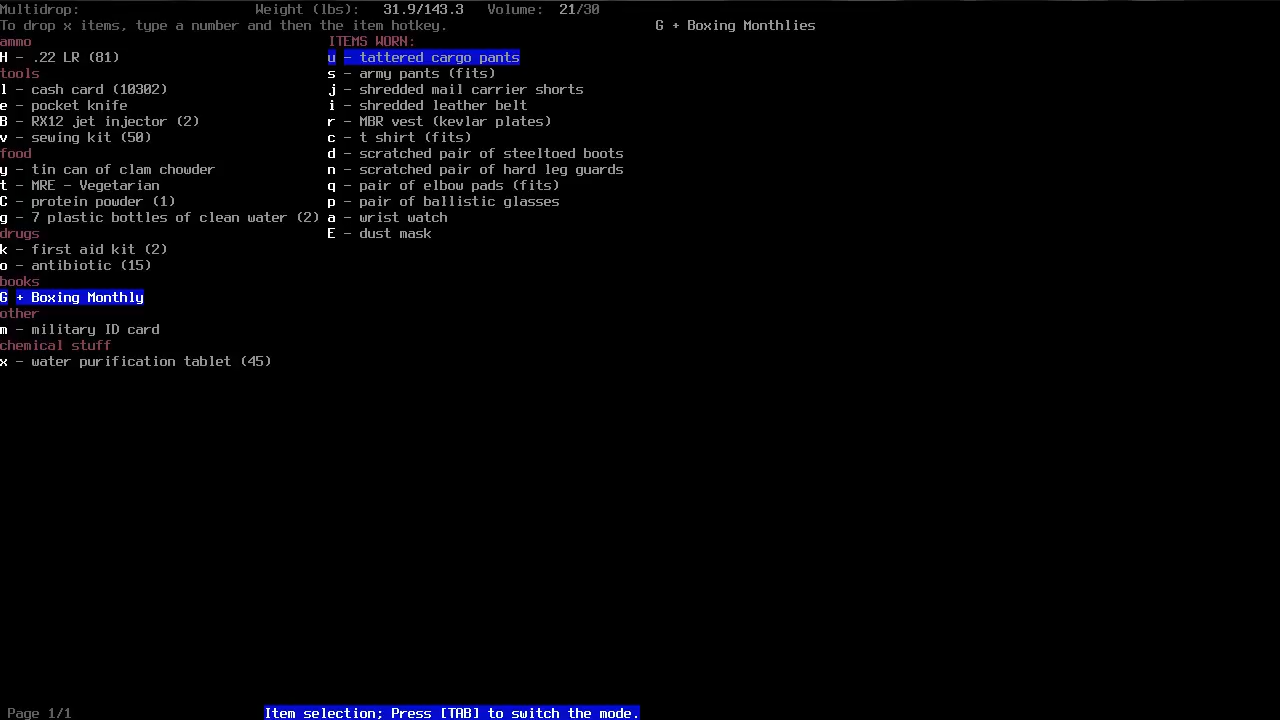 Multidrop: Weight (lbs): 31.9/143.3 Volume: 21/30
To drop x items, type a number and then the item hotkey. G + Boxing Monthlies
ammo ITEMS WORN:
H - .22 LR (81) u - tattered cargo pants
tools s - army pants (fits)
l - cash card (10302) j - shredded mail carrier shorts
e - pocket knife i - shredded leather belt
B - RX12 jet injector (2) r - MBR vest (kevlar plates)
v - sewing kit (50) c - t shirt (fits)
food d - scratched pair of steeltoed boots
y - tin can of clam chowder n - scratched pair of hard leg guards
t - MRE - Vegetarian q - pair of elbow pads (fits)
C - protein powder (1) p - pair of ballistic glasses
g - 7 plastic bottles of clean water (2) a - wrist watch
drugs E - dust mask
k - first aid kit (2)
o - antibiotic (15)
books
G + Boxing Monthly
other
m - military ID card
chemical stuff
x - water purification tablet (45)
Page 1/1 Item selection; Press [TAB] to switch the mode.